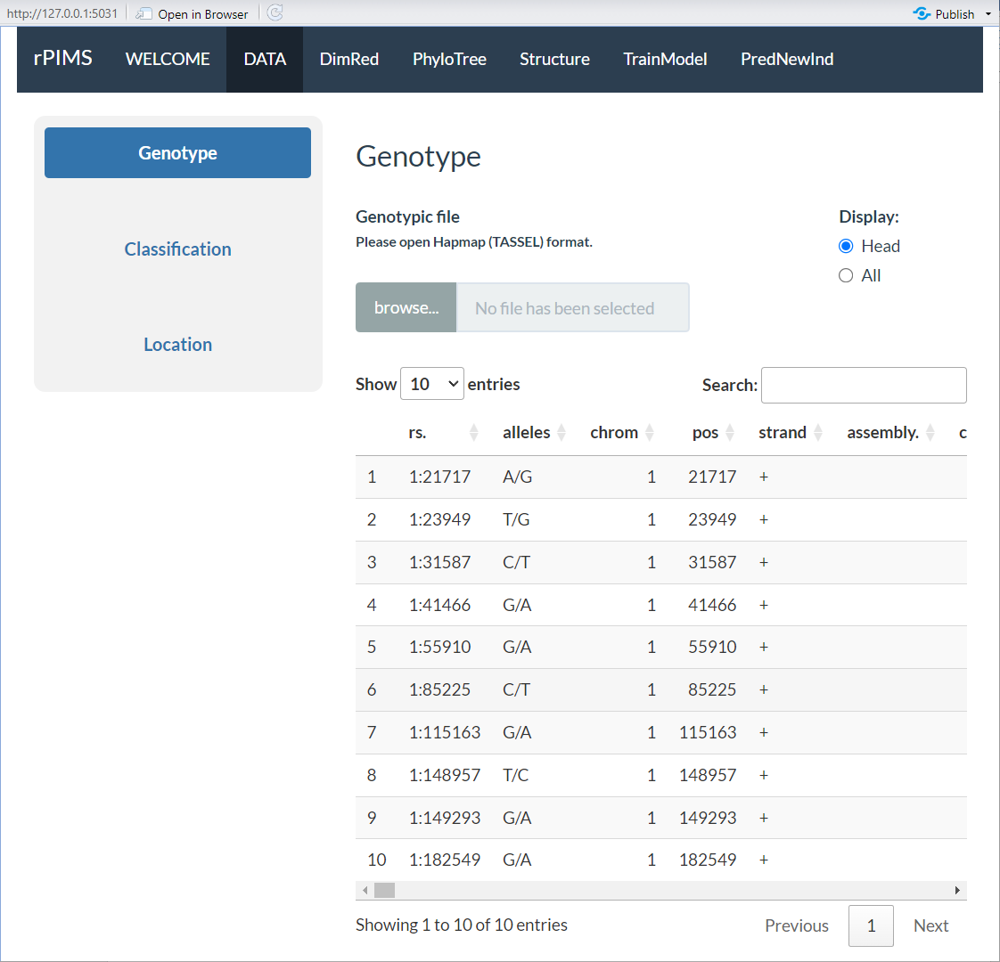 http://127.0.0.1:5031 Open in Browser Publish
rPIMS WELCOME DATA DimRed PhyloTree Structure TrainModel PredNewInd
Genotype
Classification
Location
Genotype
Genotypic file
Please open Hapmap (TASSEL) format.
browse... No file has been selected
Display:
Head
All
Show 10 entries Search:
rs. alleles chrom pos strand assembly. c
1 1:21717 A/G 1 21717 +
2 1:23949 T/G 1 23949 +
3 1:31587 C/T 1 31587 +
4 1:41466 G/A 1 41466 +
5 1:55910 G/A 1 55910 +
6 1:85225 C/T 1 85225 +
7 1:115163 G/A 1 115163 +
8 1:148957 T/C 1 148957 +
9 1:149293 G/A 1 149293 +
10 1:182549 G/A 1 182549 +
Showing 1 to 10 of 10 entries Previous 1 Next